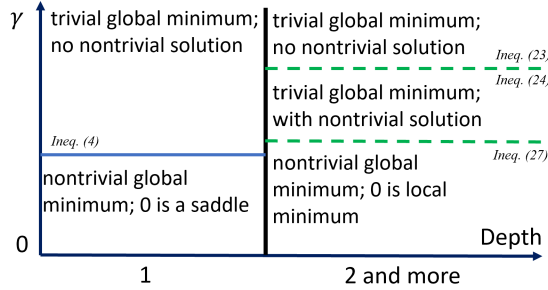 γ
trivial global minimum;
no nontrivial solution
Ineq. (4)
nontrivial global
minimum; 0 is a saddle
trivial global minimum;
no nontrivial solution
Ineq. (23)
Ineq. (24)
trivial global minimum;
with nontrivial solution
Ineq. (27)
nontrivial global
minimum; 0 is local
minimum
Depth
0
1
2 and more